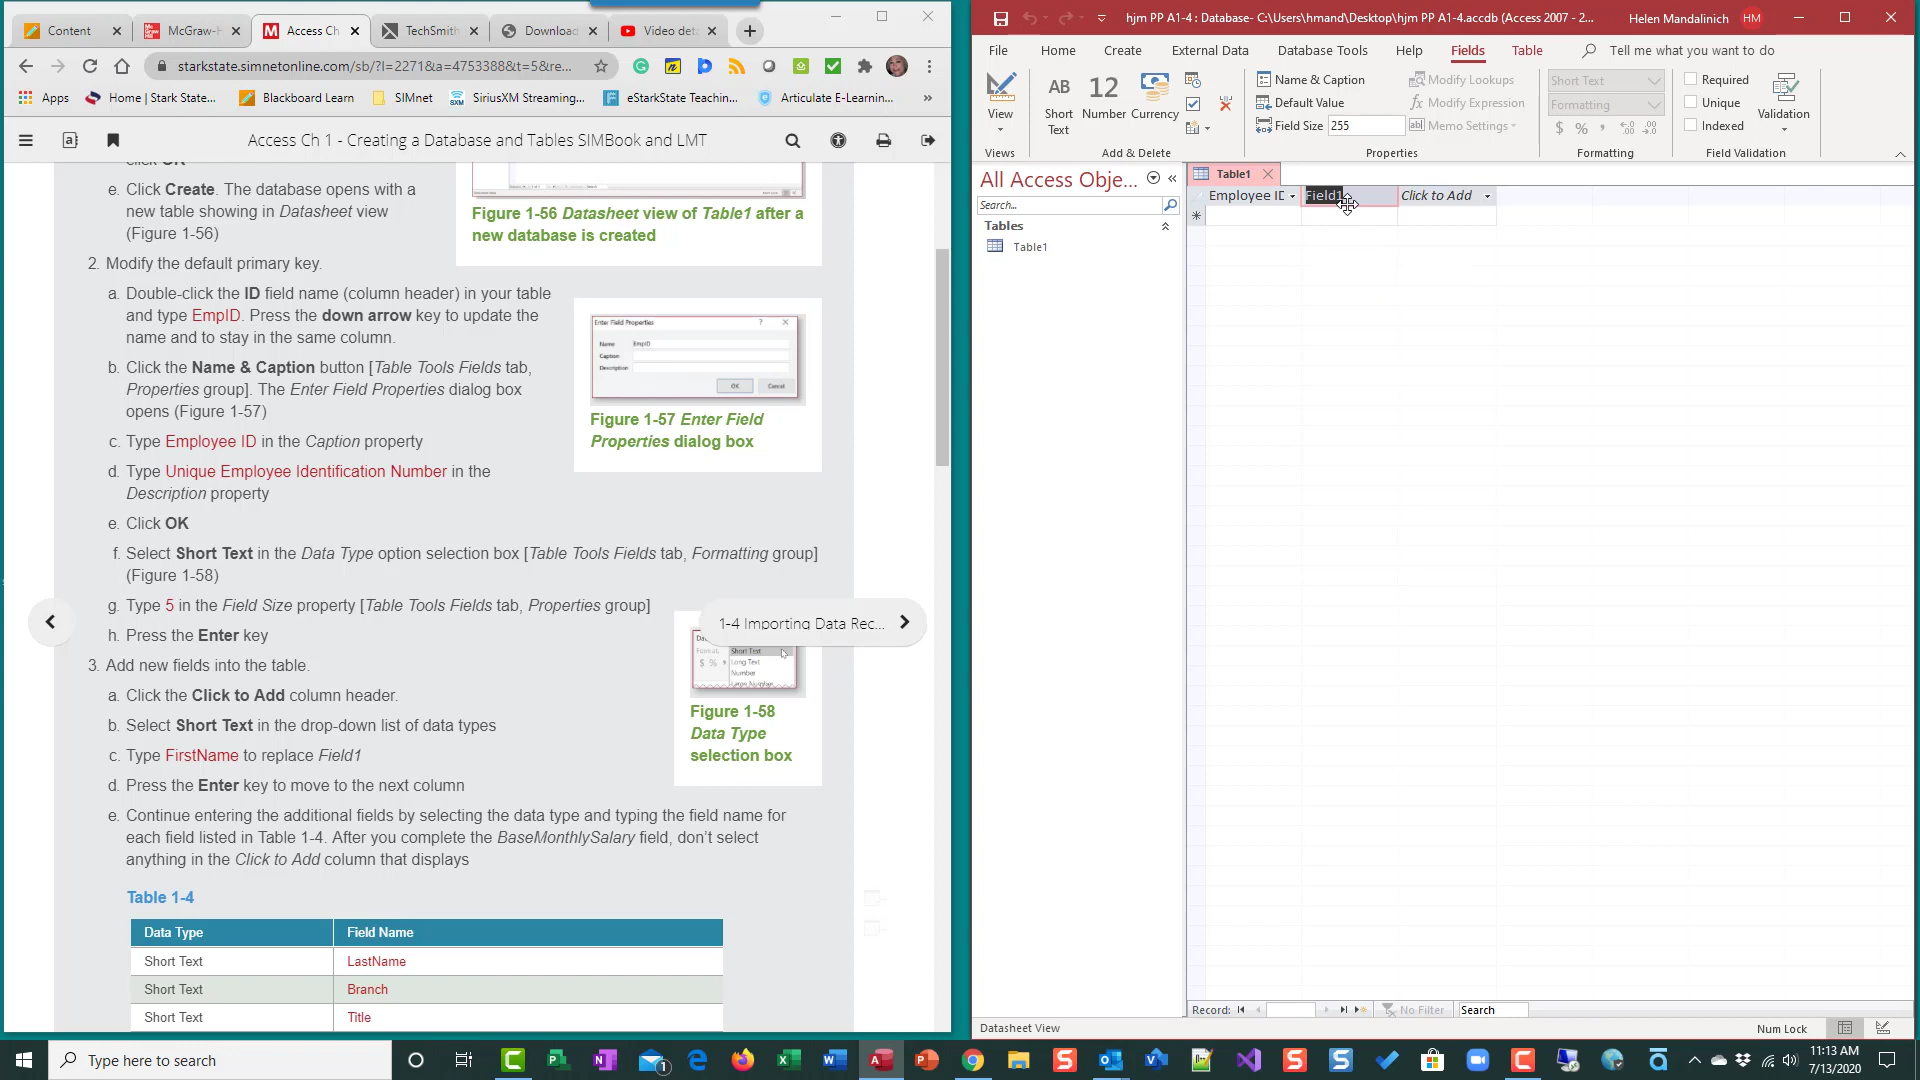 Content
McGraw-H
Access Ch
TechSmith
Download
Video det
starkstate.simnetonline.com/sb/?l=2271&a=4753388&t=5&re...
Apps
Home | Stark State...
Blackboard Learn
SIMnet
SiriusXM Streaming...
eStarkState Teachin...
Articulate E-Learnin...
»
Access Ch 1 - Creating a Database and Tables SIMBook and LMT
click OK
e. Click Create. The database opens with a
new table showing in Datasheet view
(Figure 1-56)
Figure 1-56 Datasheet view of Table1 after a
new database is created
2. Modify the default primary key.
a. Double-click the ID field name (column header) in your table
and type EmpID. Press the down arrow key to update the
name and to stay in the same column.
b. Click the Name & Caption button [Table Tools Fields tab,
Properties group]. The Enter Field Properties dialog box
opens (Figure 1-57)
c. Type Employee ID in the Caption property
d. Type Unique Employee Identification Number in the
Description property
e. Click OK
Enter Field Properties
Name EmpID
Caption
Description
OK Cancel
Figure 1-57 Enter Field
Properties dialog box
f. Select Short Text in the Data Type option selection box [Table Tools Fields tab, Formatting group]
(Figure 1-58)
g. Type 5 in the Field Size property [Table Tools Fields tab, Properties group]
h. Press the Enter key
1-4 Importing Data Rec...
3. Add new fields into the table.
a. Click the Click to Add column header.
b. Select Short Text in the drop-down list of data types
c. Type FirstName to replace Field1
d. Press the Enter key to move to the next column
Short Text
Long Text
Number
Large Number
Figure 1-58
Data Type
selection box
e. Continue entering the additional fields by selecting the data type and typing the field name for
each field listed in Table 1-4. After you complete the BaseMonthlySalary field, don't select
anything in the Click to Add column that displays
Table 1-4
Data Type Field Name
Short Text LastName
Short Text Branch
Short Text Title
hjm PP A1-4 : Database- C:\Users\hmand\Desktop\hjm PP A1-4.accdb (Access 2007 - 2...
Helen Mandalinich HM
File Home Create External Data Database Tools Help Fields Table Tell me what you want to do
View
Views
AB
Short
Text
12
Number
Currency
Add & Delete
Name & Caption
Default Value
Field Size 255
Modify Lookups
fx Modify Expression
ab Memo Settings
Properties
Short Text
Formatting
$ %
Formatting
Required
Unique
Indexed
Validation
Field Validation
All Access Obje...
Search...
Tables
Table1
Table1
Employee ID Field1 Click to Add
Record: No Filter Search
Datasheet View
Num Lock
Type here to search
11:13 AM
7/13/2020